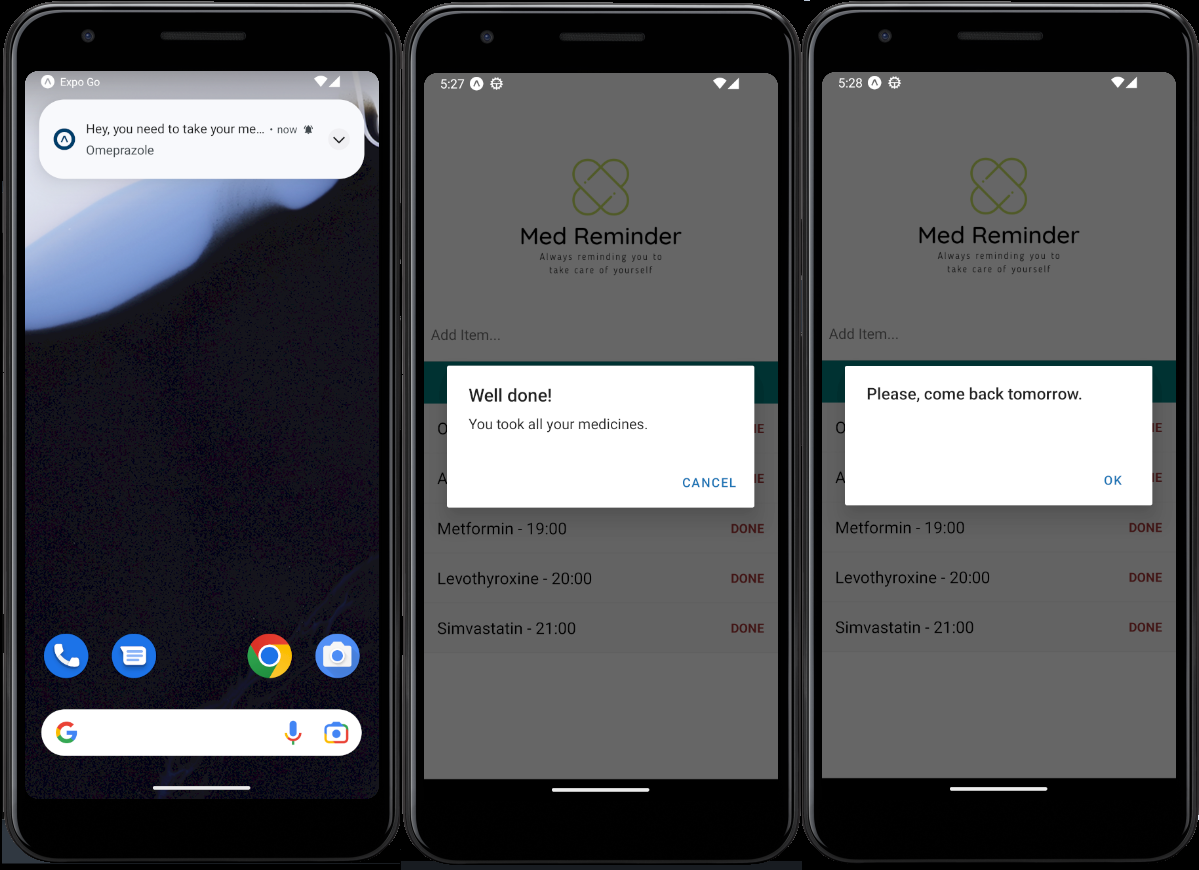 Expo Go
Hey, you need to take your me... • now
Omeprazole
5:27
Med Reminder
Always reminding you to
take care of yourself
Add Item...
Well done!
You took all your medicines.
CANCEL
O
NE
A
NE
Metformin - 19:00 DONE
Levothyroxine - 20:00 DONE
Simvastatin - 21:00 DONE
5:28
Med Reminder
Always reminding you to
take care of yourself
Add Item...
Please, come back tomorrow.
OK
O
NE
A
NE
Metformin - 19:00 DONE
Levothyroxine - 20:00 DONE
Simvastatin - 21:00 DONE